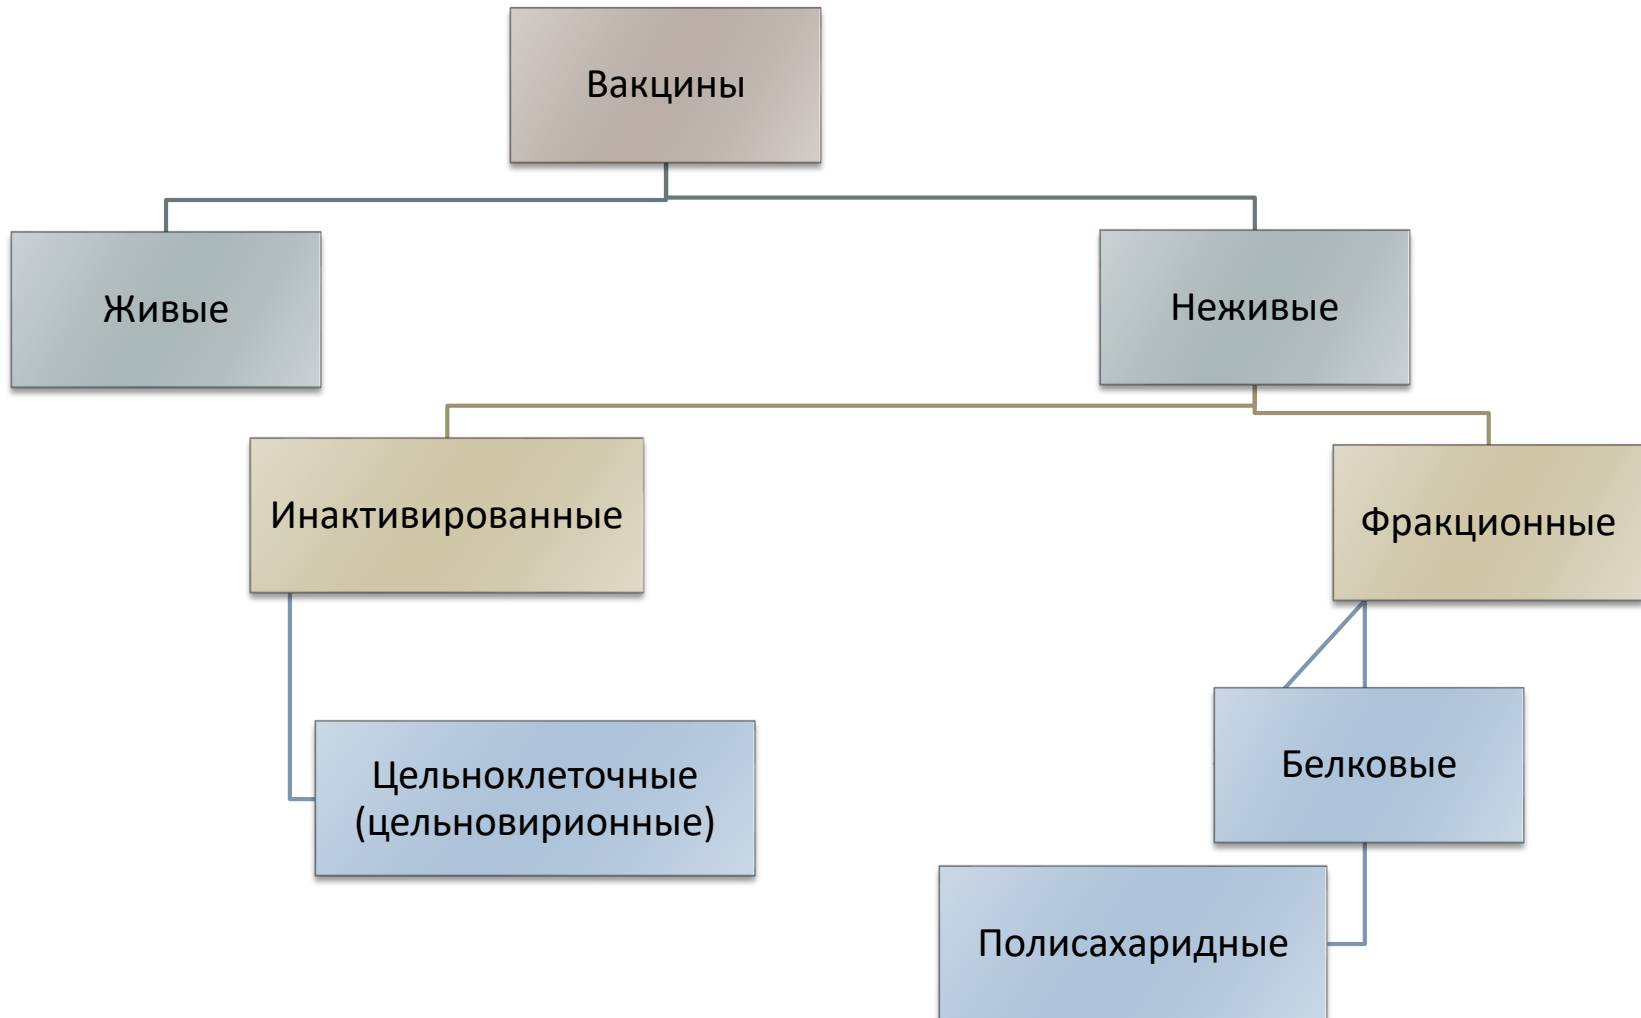 Вакцины
Живые
Неживые
Инактивированные
Фракционные
Цельноклеточные
(цельновирионные)
Белковые
Полисахаридные